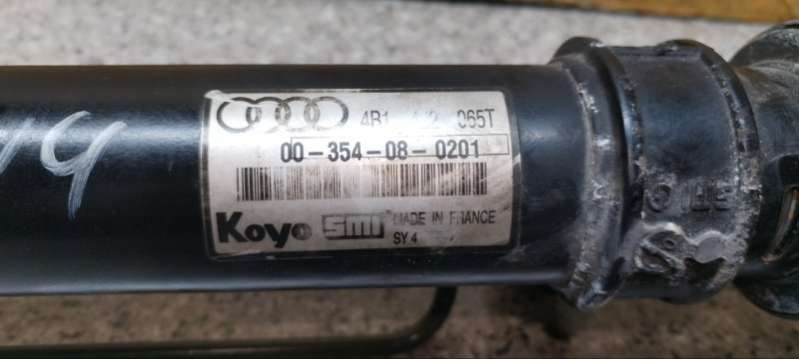 4B1 065T
00-354-08-0201
Koyo SMI MADE IN FRANCE
SY 4